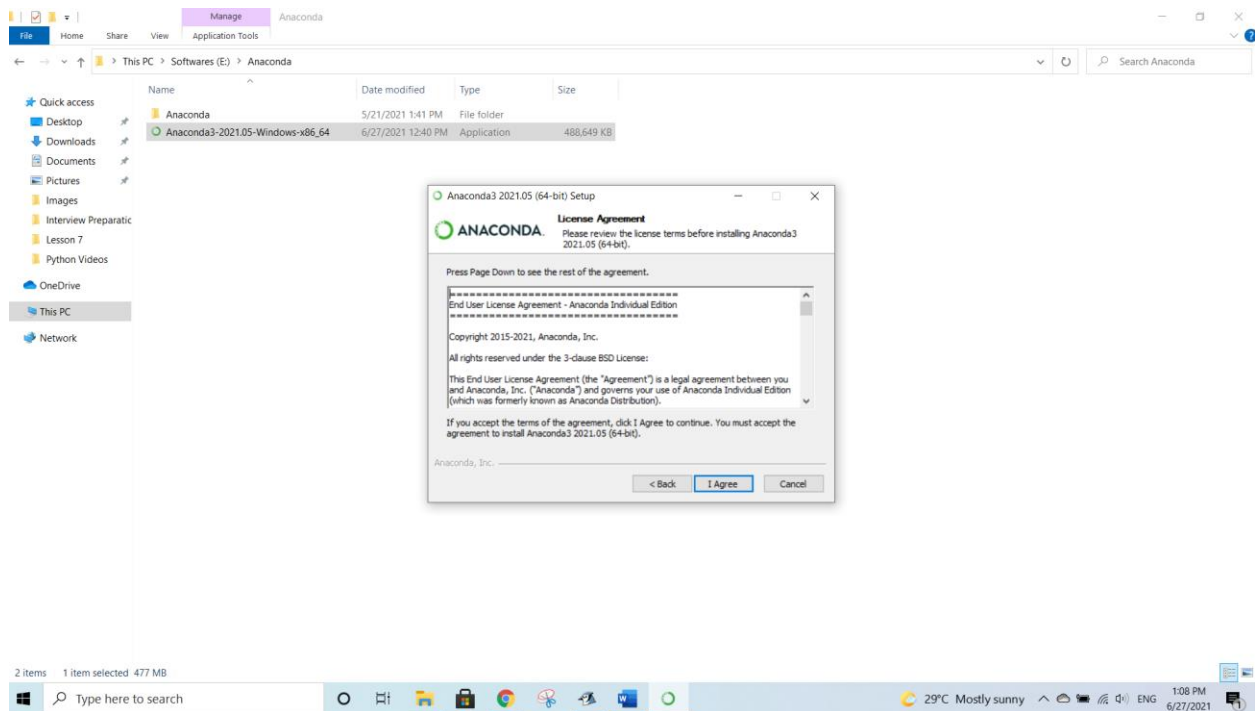 Manage
Anaconda
File
Home
Share
View
Application Tools
This PC > Softwares (E:) > Anaconda
Search Anaconda
Name
Date modified
Type
Size
Quick access
Desktop
Downloads
Documents
Pictures
Images
Interview Preparatic
Lesson 7
Python Videos
OneDrive
This PC
Network
Anaconda 5/21/2021 1:41 PM File folder
Anaconda3-2021.05-Windows-x86_64 6/27/2021 12:40 PM Application 488,649 KB
Anaconda3 2021.05 (64-bit) Setup
ANACONDA.
License Agreement
Please review the license terms before installing Anaconda3
2021.05 (64-bit).
Press Page Down to see the rest of the agreement.
====================================
End User License Agreement - Anaconda Individual Edition
====================================
Copyright 2015-2021, Anaconda, Inc.
All rights reserved under the 3-clause BSD License:
This End User License Agreement (the "Agreement") is a legal agreement between you
and Anaconda, Inc. ("Anaconda") and governs your use of Anaconda Individual Edition
(which was formerly known as Anaconda Distribution).
If you accept the terms of the agreement, click I Agree to continue. You must accept the
agreement to install Anaconda3 2021.05 (64-bit).
Anaconda, Inc.
< Back
I Agree
Cancel
2 items 1 item selected 477 MB
Type here to search
29°C Mostly sunny
ENG
1:08 PM
6/27/2021